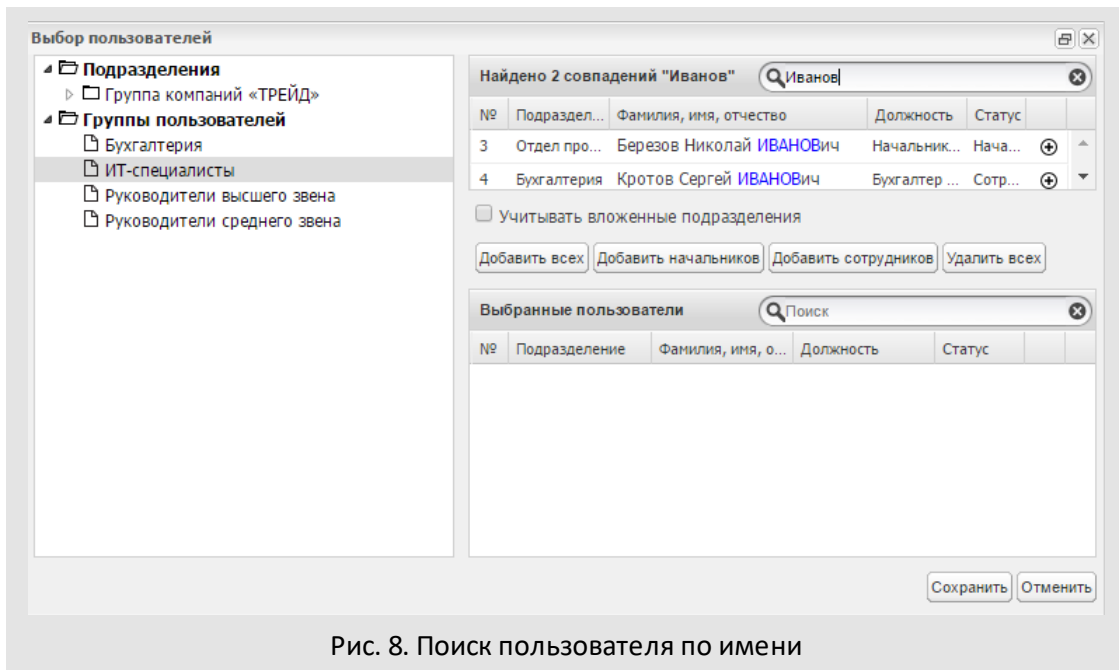 Выбор пользователей
Подразделения
Группа компаний «ТРЕЙД»
Группы пользователей
Бухгалтерия
ИТ-специалисты
Руководители высшего звена
Руководители среднего звена
Найдено 2 совпадений "Иванов" Иванов
№ Подраздел... Фамилия, имя, отчество Должность Статус
3 Отдел про... Березов Николай ИВАНОВич Начальник... Нача...
4 Бухгалтерия Кротов Сергей ИВАНОВич Бухгалтер ... Сотр...
Учитывать вложенные подразделения
Добавить всех Добавить начальников Добавить сотрудников Удалить всех
Выбранные пользователи Поиск
№ Подразделение Фамилия, имя, о... Должность Статус
Сохранить Отменить
Рис. 8. Поиск пользователя по имени